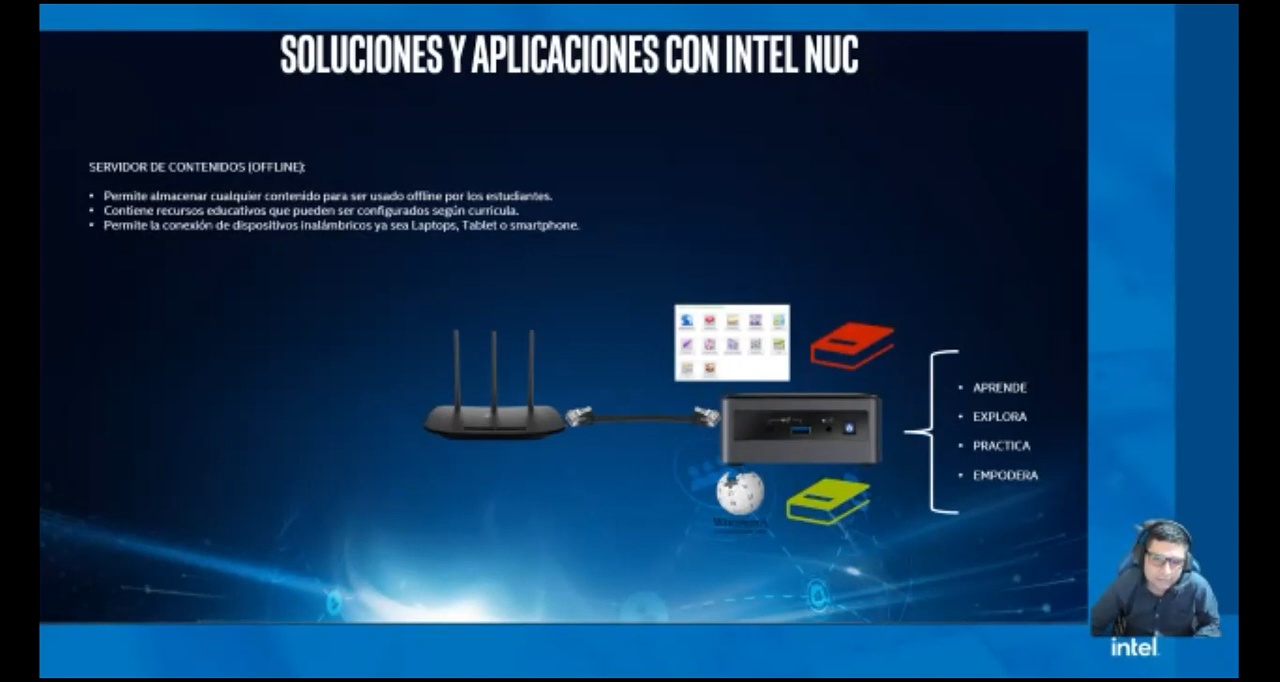 SOLUCIONES Y APLICACIONES CON INTEL NUC
SERVIDOR DE CONTENIDOS (OFFLINE):
• Permite almacenar cualquier contenido para ser usado offline por los estudiantes.
• Contiene recursos educativos que pueden ser configurados según currícula.
• Permite la conexión de dispositivos inalámbricos ya sea Laptops, Tablet o smartphone.
• APRENDE
• EXPLORA
• PRACTICA
• EMPODERA
intel